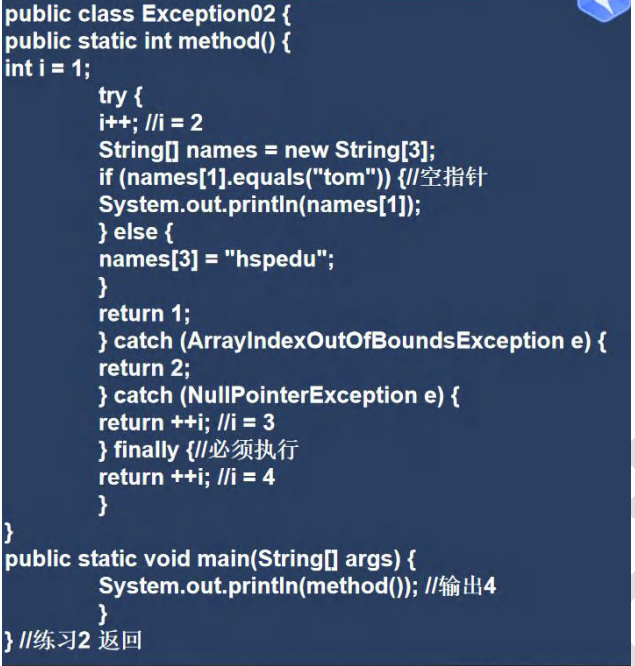 public class Exception02 {
public static int method() {
int i = 1;
try {
i++; //i = 2
String[] names = new String[3];
if (names[1].equals("tom")) {//空指针
System.out.println(names[1]);
} else {
names[3] = "hspedu";
}
return 1;
} catch (ArrayIndexOutOfBoundsException e) {
return 2;
} catch (NullPointerException e) {
return ++i; //i = 3
} finally {//必须执行
return ++i; //i = 4
}
}
public static void main(String[] args) {
System.out.println(method()); //输出4
}
} //练习2 返回